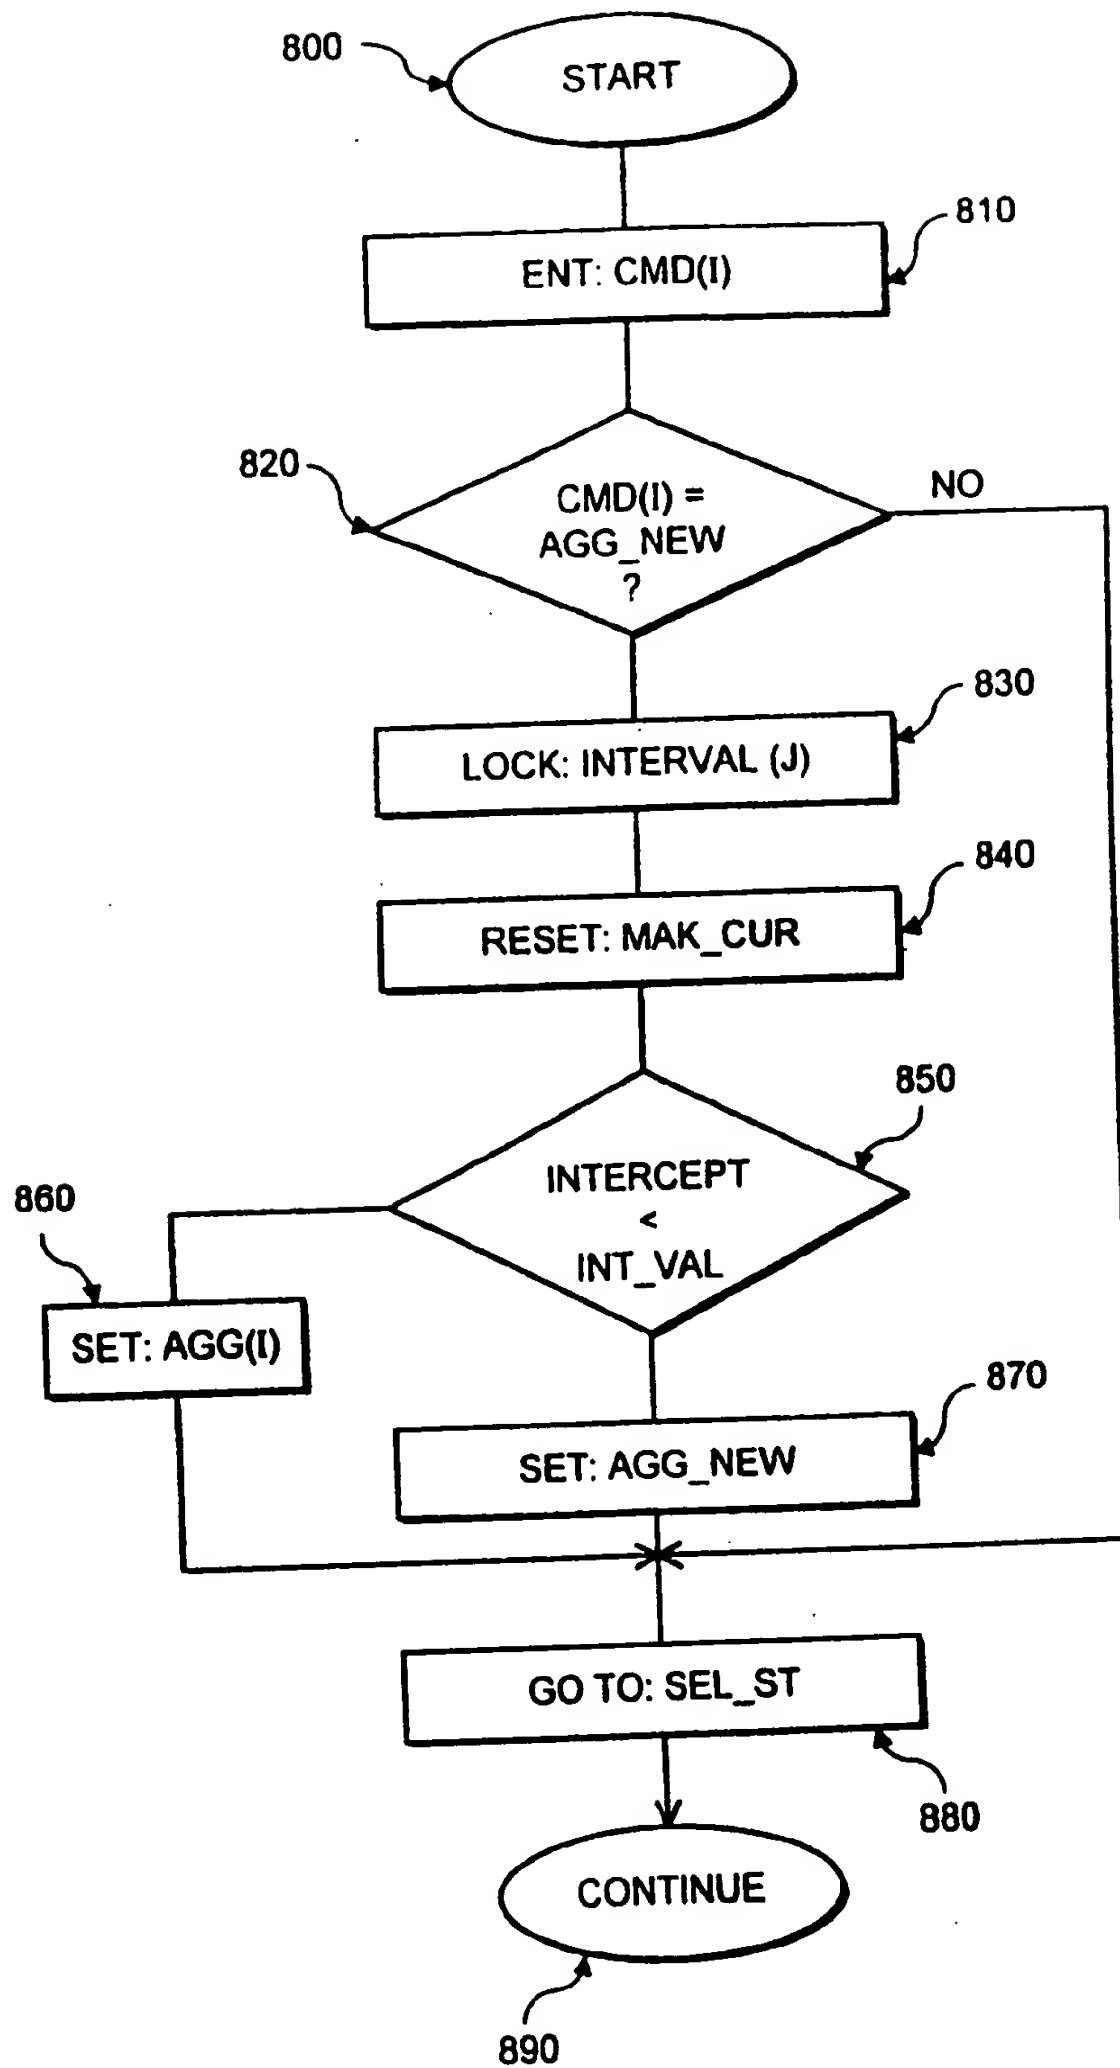 800
START
810
ENT: CMD(I)
820
CMD(I) =
AGG_NEW
?
NO
830
LOCK: INTERVAL (J)
840
RESET: MAK_CUR
850
INTERCEPT
<
INT_VAL
860
SET: AGG(I)
870
SET: AGG_NEW
GO TO: SEL_ST
880
CONTINUE
890